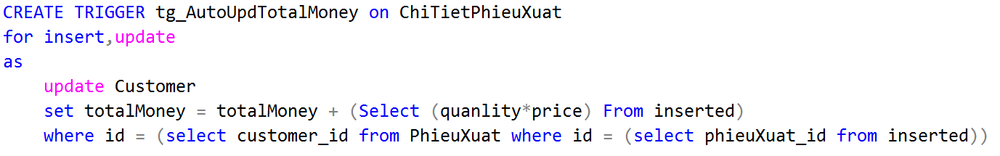 CREATE TRIGGER tg_AutoUpdTotalMoney on ChiTietPhieuXuat
for insert,update
as
update Customer
set totalMoney = totalMoney + (Select (quanlity*price) From inserted)
where id = (select customer_id from PhieuXuat where id = (select phieuXuat_id from inserted))